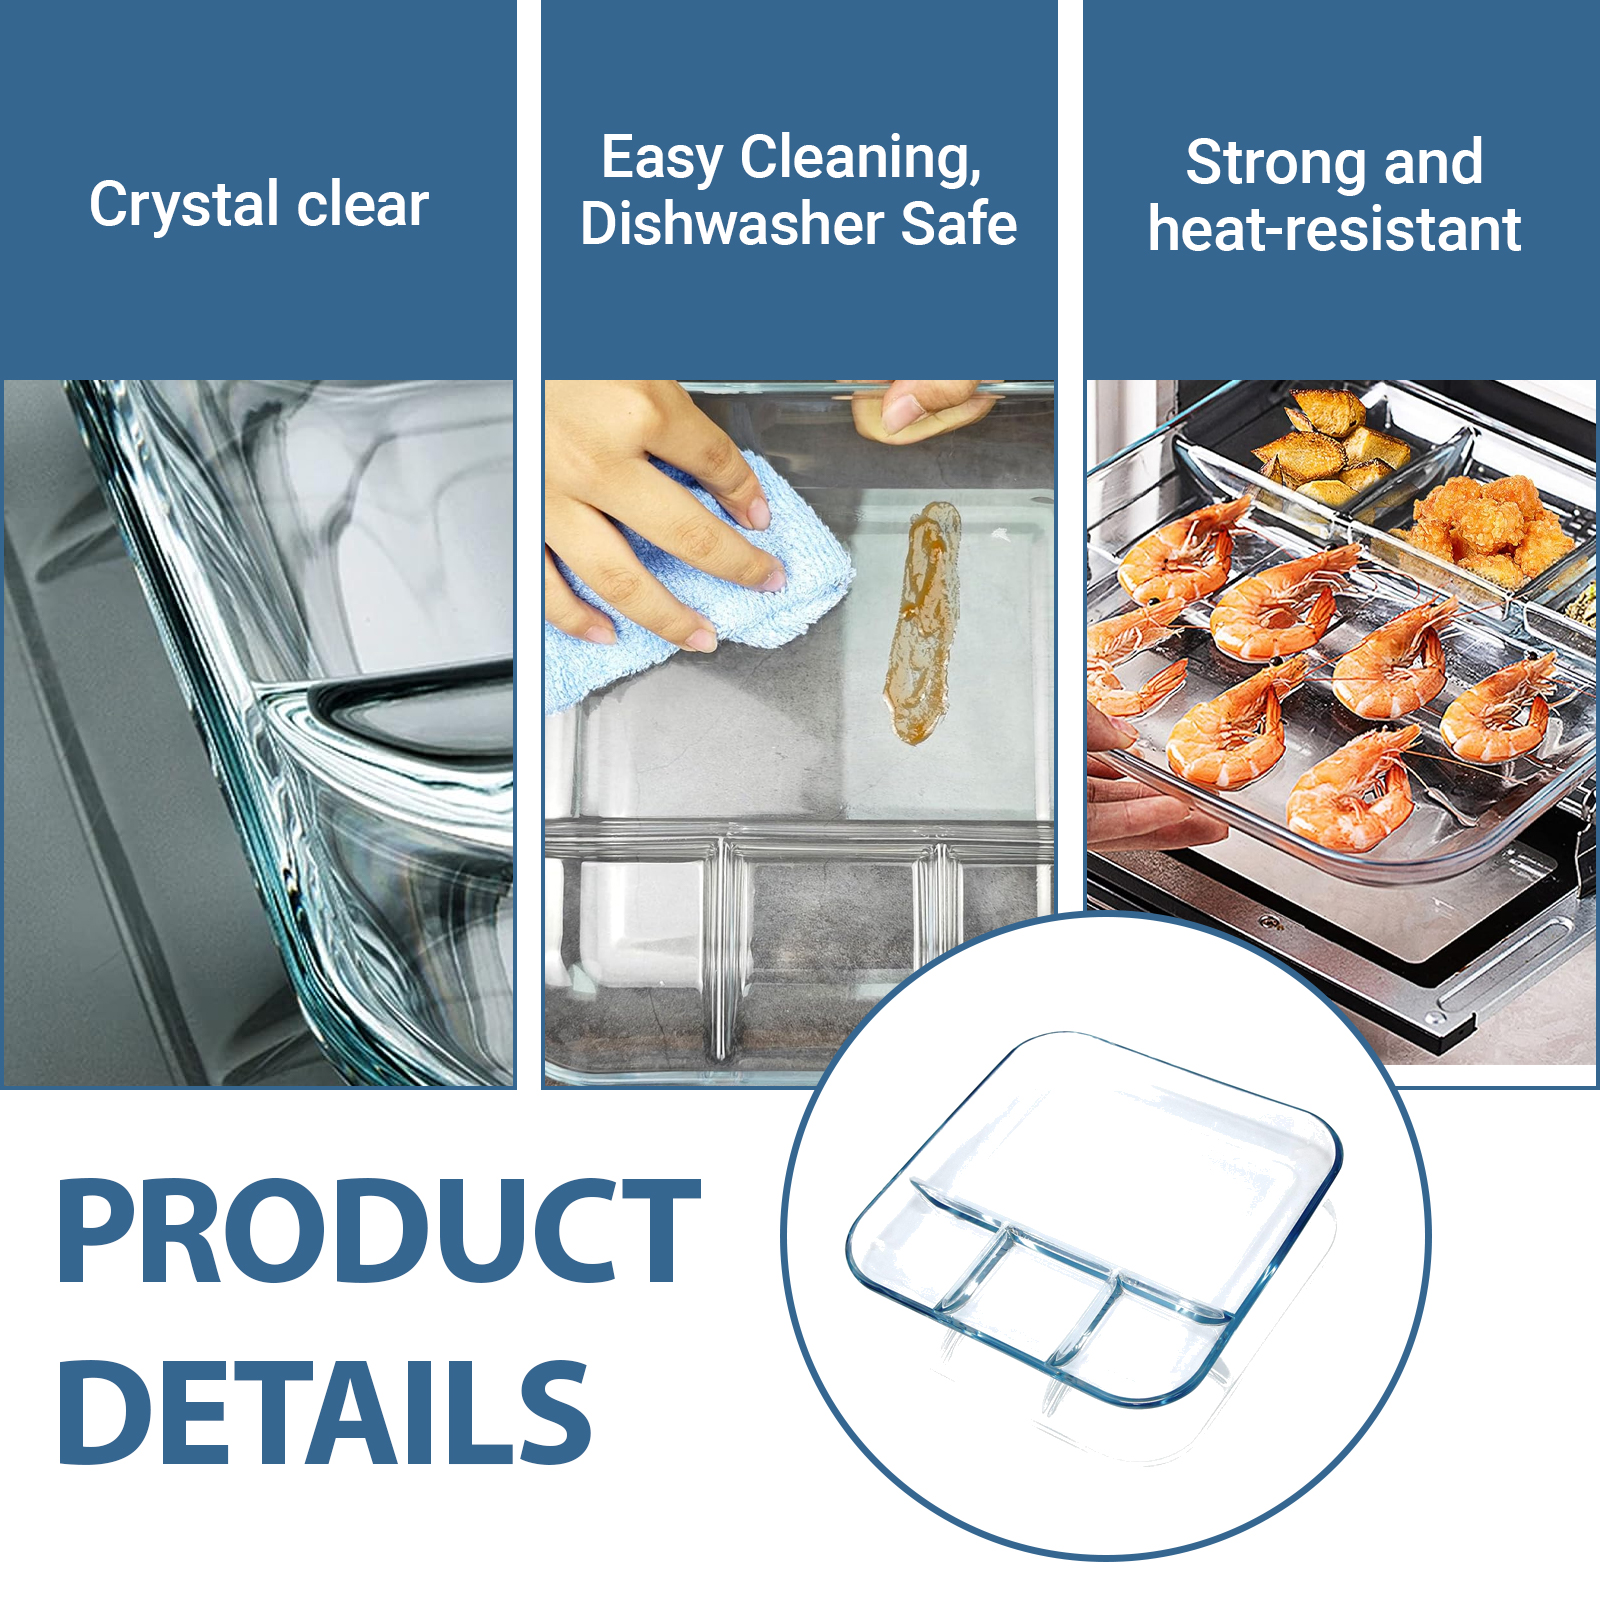 Crystal clear
Easy Cleaning,
Dishwasher Safe
Strong and
heat-resistant
PRODUCT
DETAILS